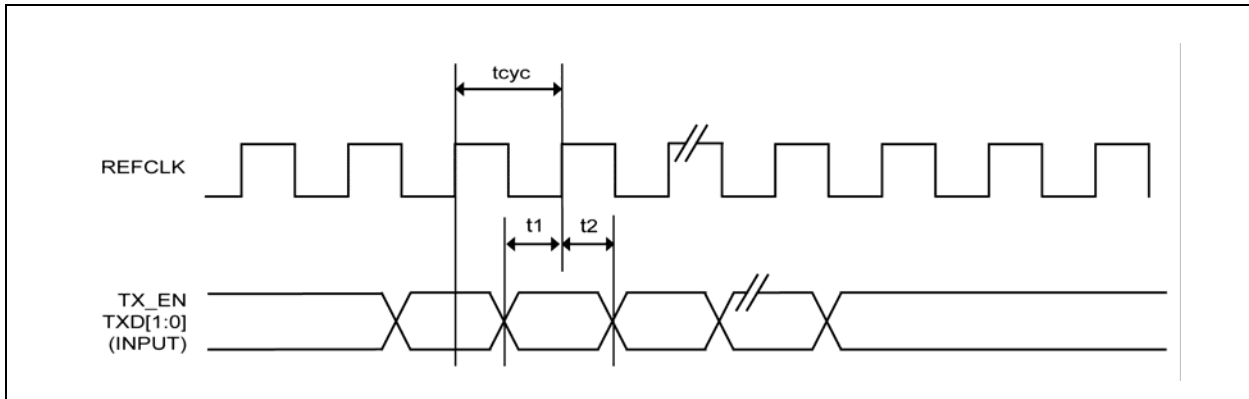 tcyc
REFCLK
t1
t2
TX_EN
TXD[1:0]
(INPUT)